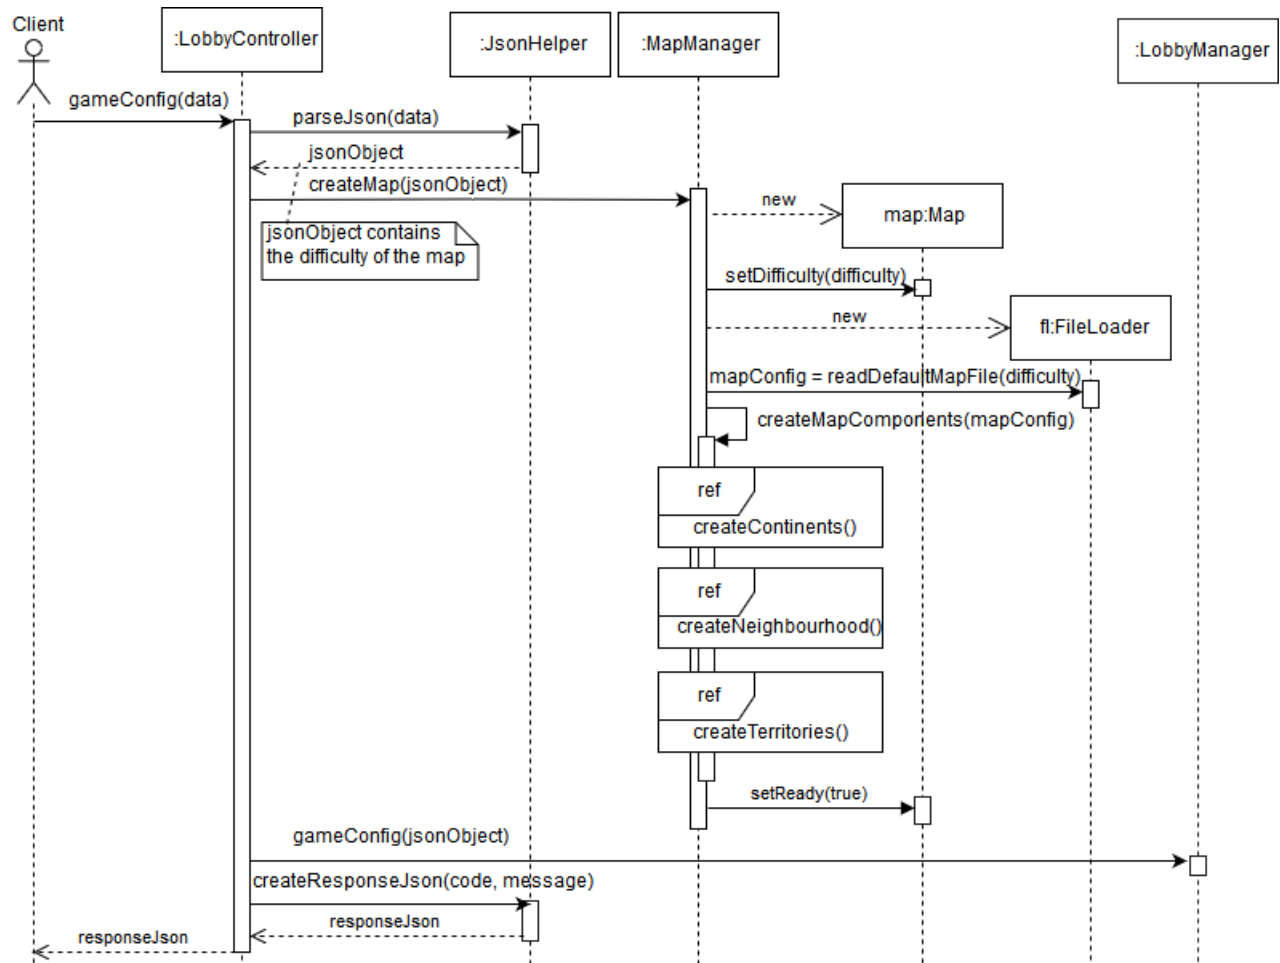 Client
:LobbyController
:JsonHelper
:MapManager
:LobbyManager
gameConfig(data)
parseJson(data)
jsonObject
createMap(jsonObject)
new
map:Map
jsonObject contains
the difficulty of the map
setDifficulty(difficulty)
new
fl:FileLoader
mapConfig = readDefaultMapFile(difficulty)
createMapComponents(mapConfig)
ref
createContinents()
ref
createNeighbourhood()
ref
createTerritories()
setReady(true)
gameConfig(jsonObject)
createResponseJson(code, message)
responseJson
responseJson